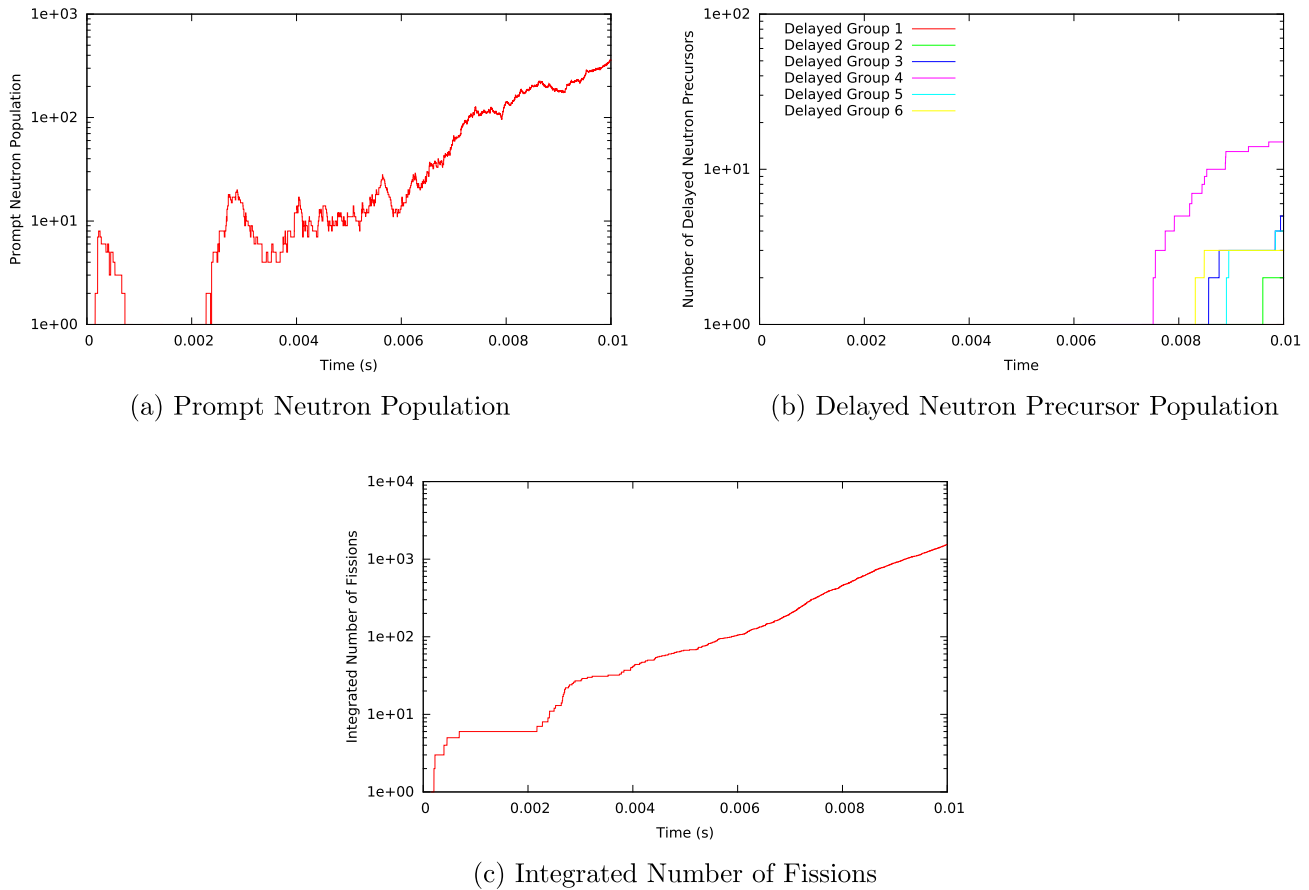 1e+03
1e+02
1e+01
1e+00
Prompt Neutron Population
0 0.002 0.004 0.006 0.008 0.01
Time (s)
(a) Prompt Neutron Population
1e+02
1e+01
1e+00
Number of Delayed Neutron Precursors
Delayed Group 1
Delayed Group 2
Delayed Group 3
Delayed Group 4
Delayed Group 5
Delayed Group 6
0 0.002 0.004 0.006 0.008 0.01
Time
(b) Delayed Neutron Precursor Population
1e+04
1e+03
1e+02
1e+01
1e+00
Integrated Number of Fissions
0 0.002 0.004 0.006 0.008 0.01
Time (s)
(c) Integrated Number of Fissions